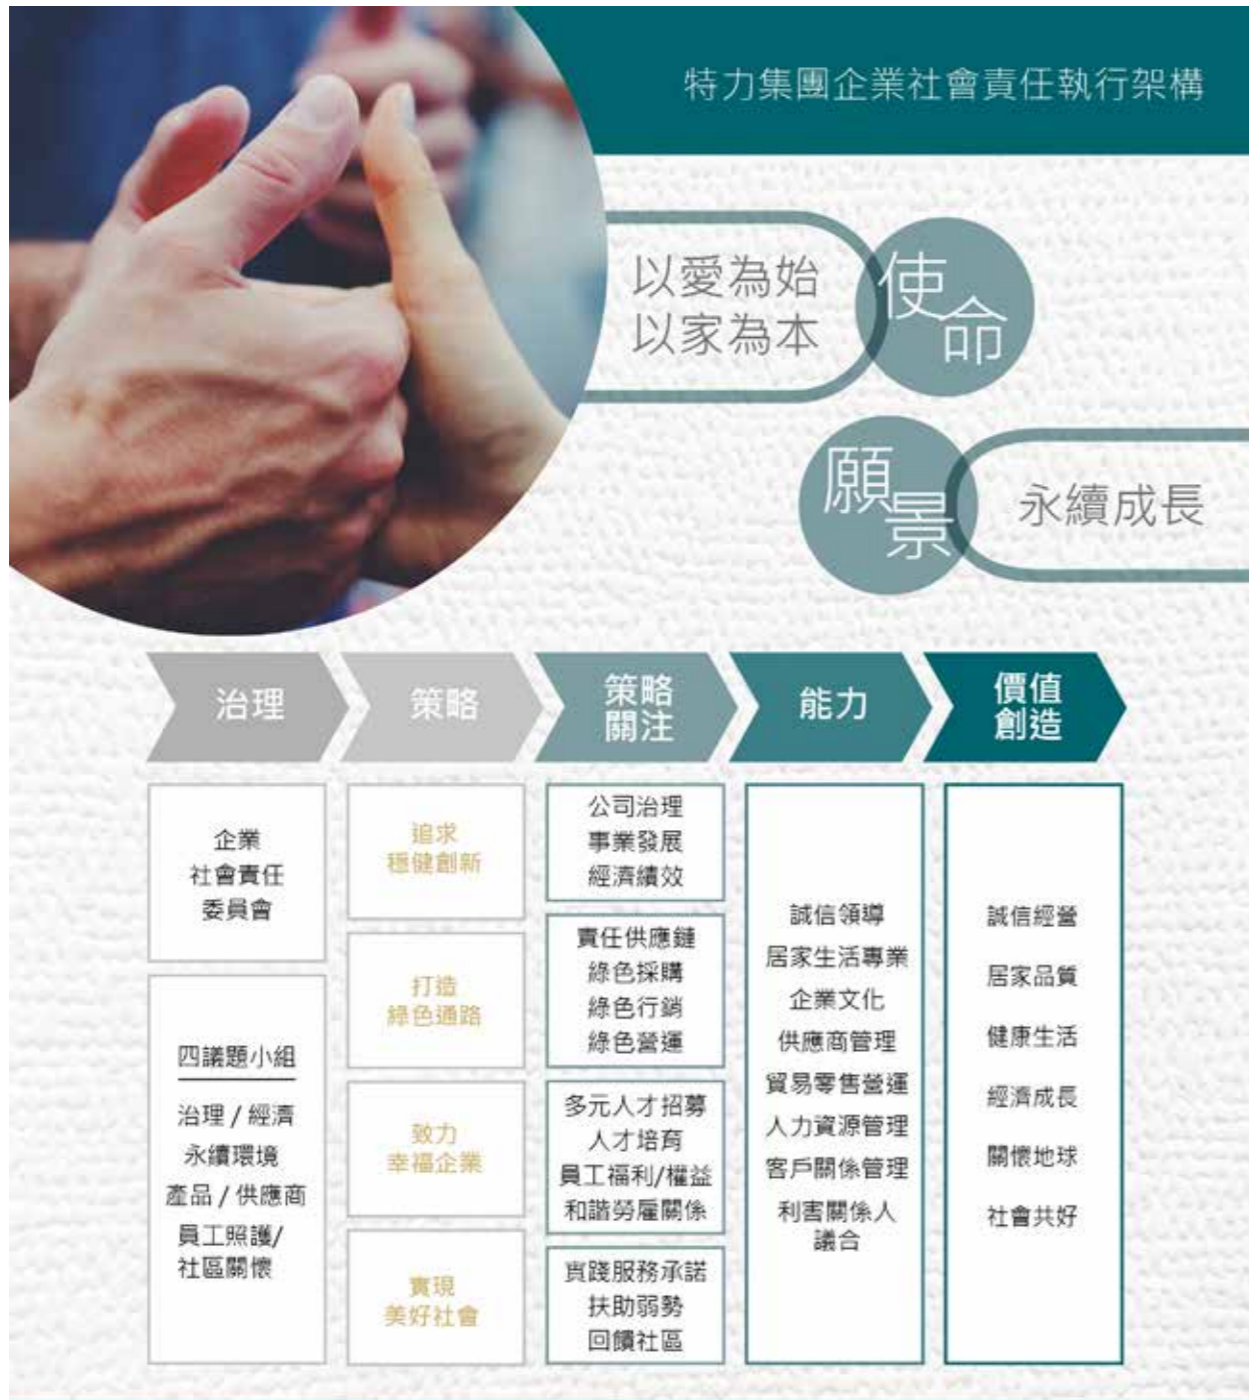 特力集團企業社會責任執行架構
以愛為始
以家為本
使命
願景
永續成長
治理
策略
策略
關注
能力
價值
創造
企業
社會責任
委員會
四議題小組
治理 / 經濟
永續環境
產品 / 供應商
員工照護/
社區關懷
追求
穩健創新
打造
綠色通路
致力
幸福企業
實現
美好社會
公司治理
事業發展
經濟績效
責任供應鏈
綠色採購
綠色行銷
綠色營運
多元人才招募
人才培育
員工福利/權益
和諧勞雇關係
實踐服務承諾
扶助弱勢
回饋社區
誠信領導
居家生活專業
企業文化
供應商管理
貿易零售營運
人力資源管理
客戶關係管理
利害關係人
議合
誠信經營
居家品質
健康生活
經濟成長
關懷地球
社會共好